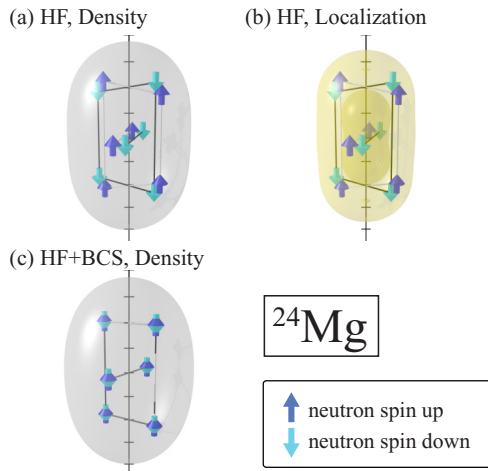 (a) HF, Density
(b) HF, Localization
(c) HF+BCS, Density
²⁴Mg
neutron spin up
neutron spin down